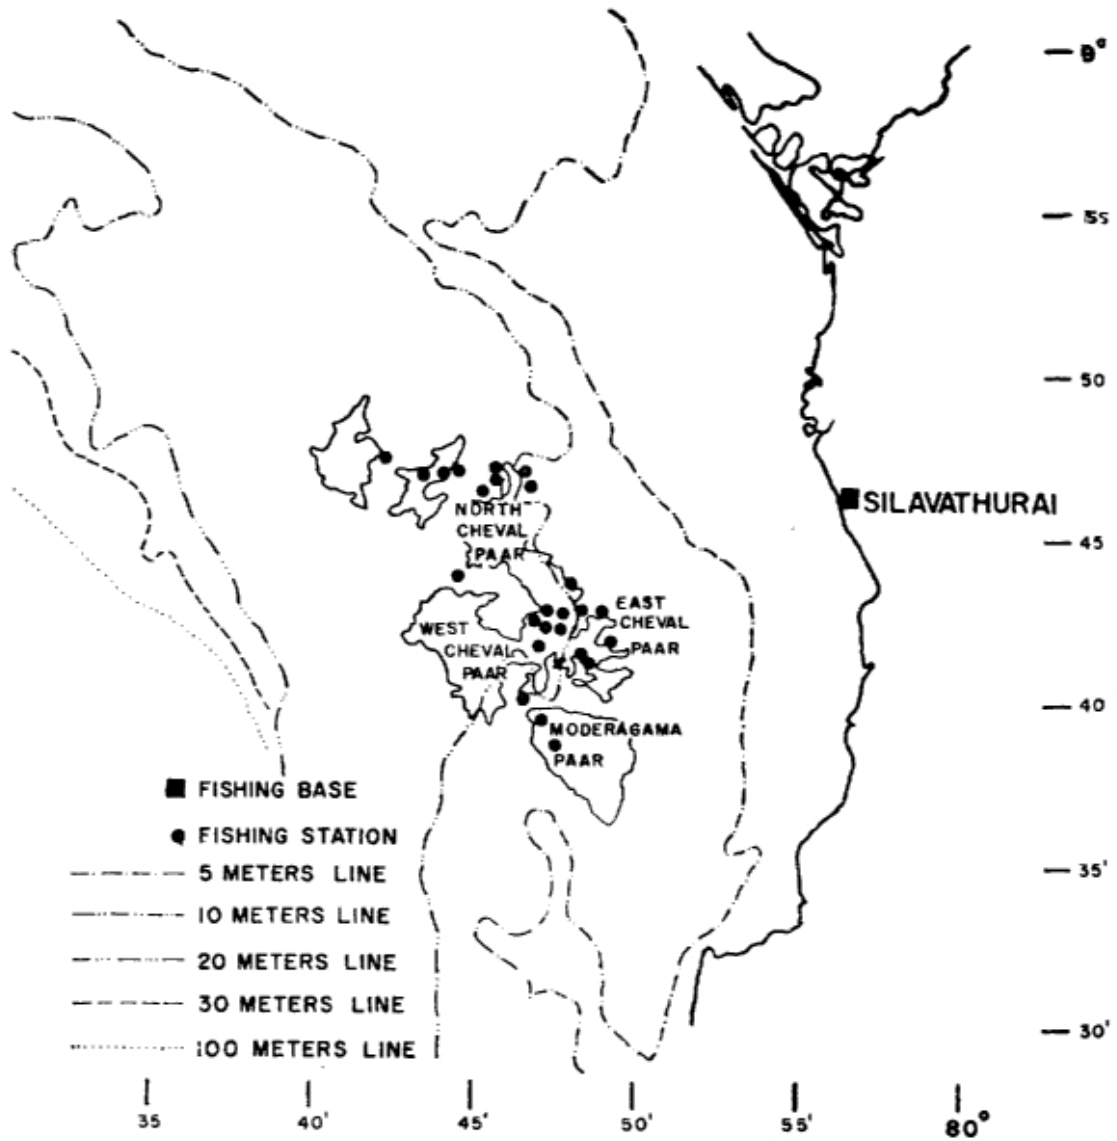 9°
55
50
SILAVATHURAI
45
40
35'
30'
NORTH
CHEVAL
PAAR
EAST
CHEVAL
PAAR
WEST
CHEVAL
PAAR
MODERAGAMA
PAAR
FISHING BASE
FISHING STATION
5 METERS LINE
10 METERS LINE
20 METERS LINE
30 METERS LINE
100 METERS LINE
35
40'
45'
50'
55'
80°